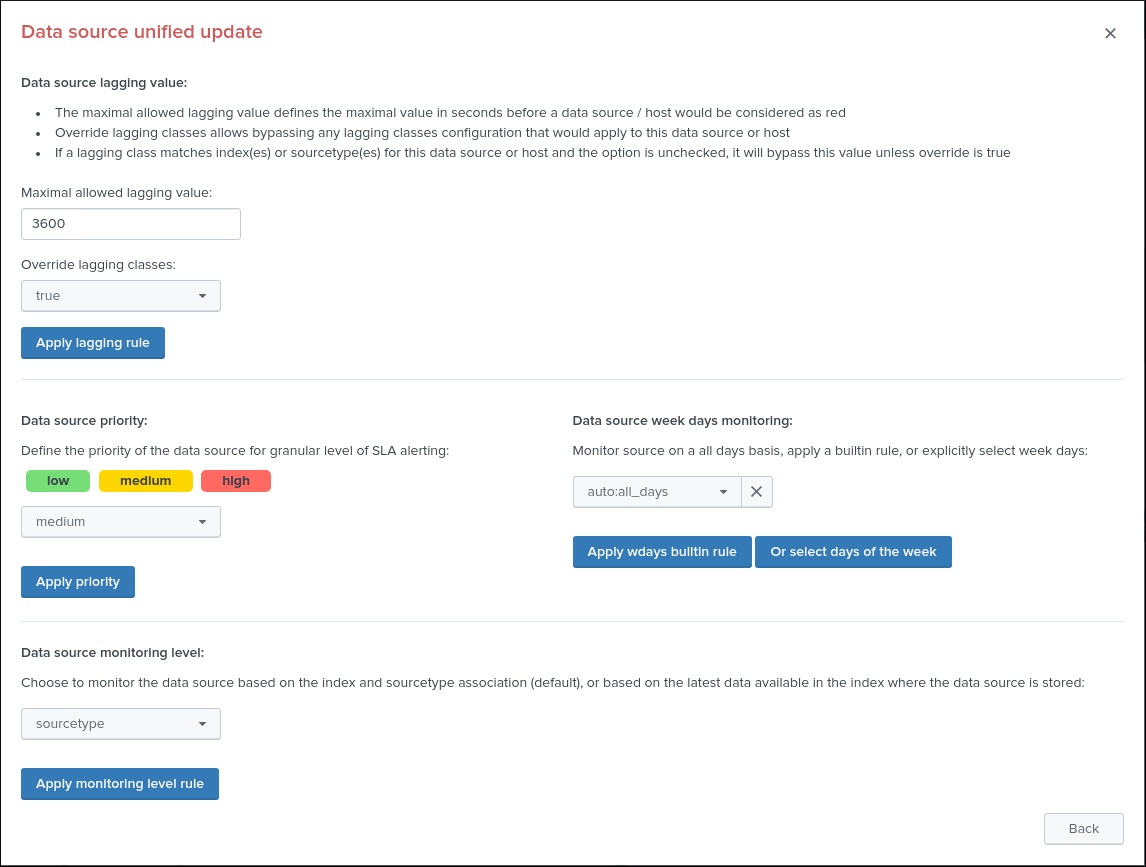 Data source unified update
Data source lagging value:
• The maximal allowed lagging value defines the maximal value in seconds before a data source / host would be considered as red
• Override lagging classes allows bypassing any lagging classes configuration that would apply to this data source or host
• If a lagging class matches index(es) or sourcetype(es) for this data source or host and the option is unchecked, it will bypass this value unless override is true
Maximal allowed lagging value:
3600
Override lagging classes:
true
Apply lagging rule
Data source priority:
Define the priority of the data source for granular level of SLA alerting:
low medium high
medium
Apply priority
Data source week days monitoring:
Monitor source on a all days basis, apply a builtin rule, or explicitly select week days:
auto:all_days
Apply wdays builtin rule Or select days of the week
Data source monitoring level:
Choose to monitor the data source based on the index and sourcetype association (default), or based on the latest data available in the index where the data source is stored:
sourcetype
Apply monitoring level rule
Back